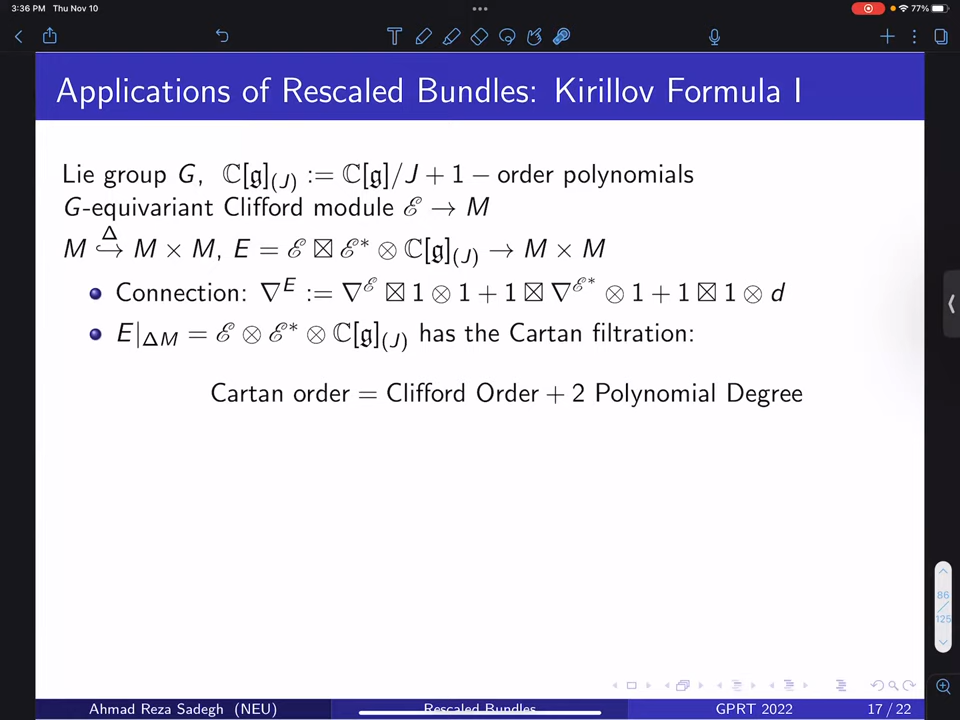 3:36 PM Thu Nov 10
77%
Applications of Rescaled Bundles: Kirillov Formula I
Lie group G, ℂ[𝔤]_(J) := ℂ[𝔤]/J + 1 − order polynomials
G-equivariant Clifford module ℰ → M
M ↪^Δ M × M, E = ℰ ⊠ ℰ* ⊗ ℂ[𝔤]_(J) → M × M
Connection: ∇^E := ∇^ℰ ⊠ 1 ⊗ 1 + 1 ⊠ ∇^ℰ* ⊗ 1 + 1 ⊠ 1 ⊗ d
E|_ΔM = ℰ ⊗ ℰ* ⊗ ℂ[𝔤]_(J) has the Cartan filtration:
Cartan order = Clifford Order + 2 Polynomial Degree
86
/
125
Ahmad Reza Sadegh (NEU) Rescaled Bundles GPRT 2022 17 / 22